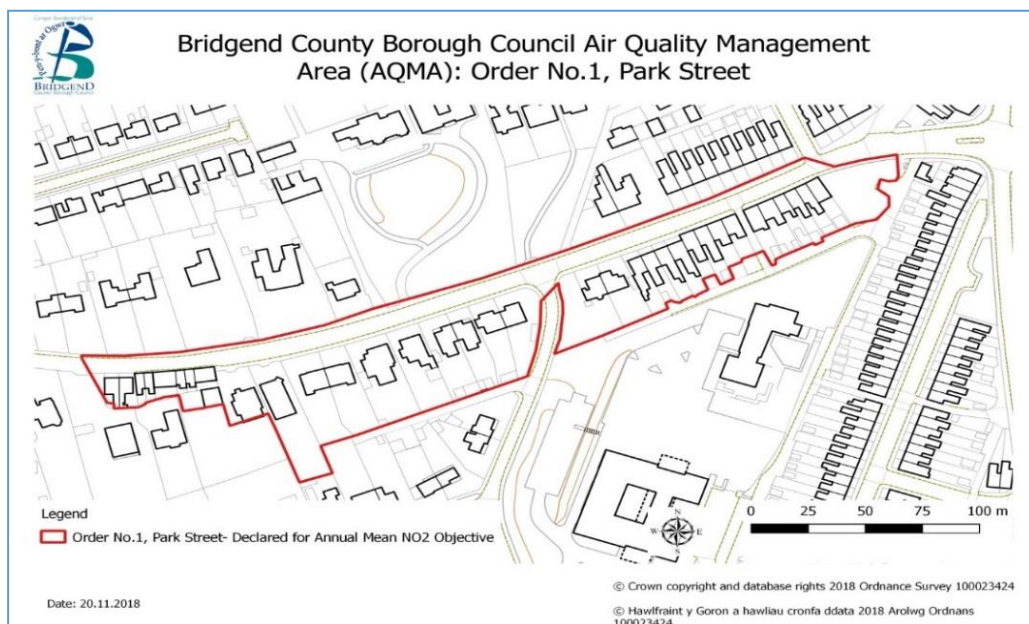 Bridgend County Borough Council Air Quality Management
Area (AQMA): Order No.1, Park Street
BRIDGEND
N
W E
S
0 25 50 75 100 m
Legend
Order No.1, Park Street- Declared for Annual Mean NO2 Objective
Date: 20.11.2018
© Crown copyright and database rights 2018 Ordnance Survey 100023424
© Hawlfraint y Goron a hawliau cronfa ddata 2018 Arolwg Ordnans
100023424